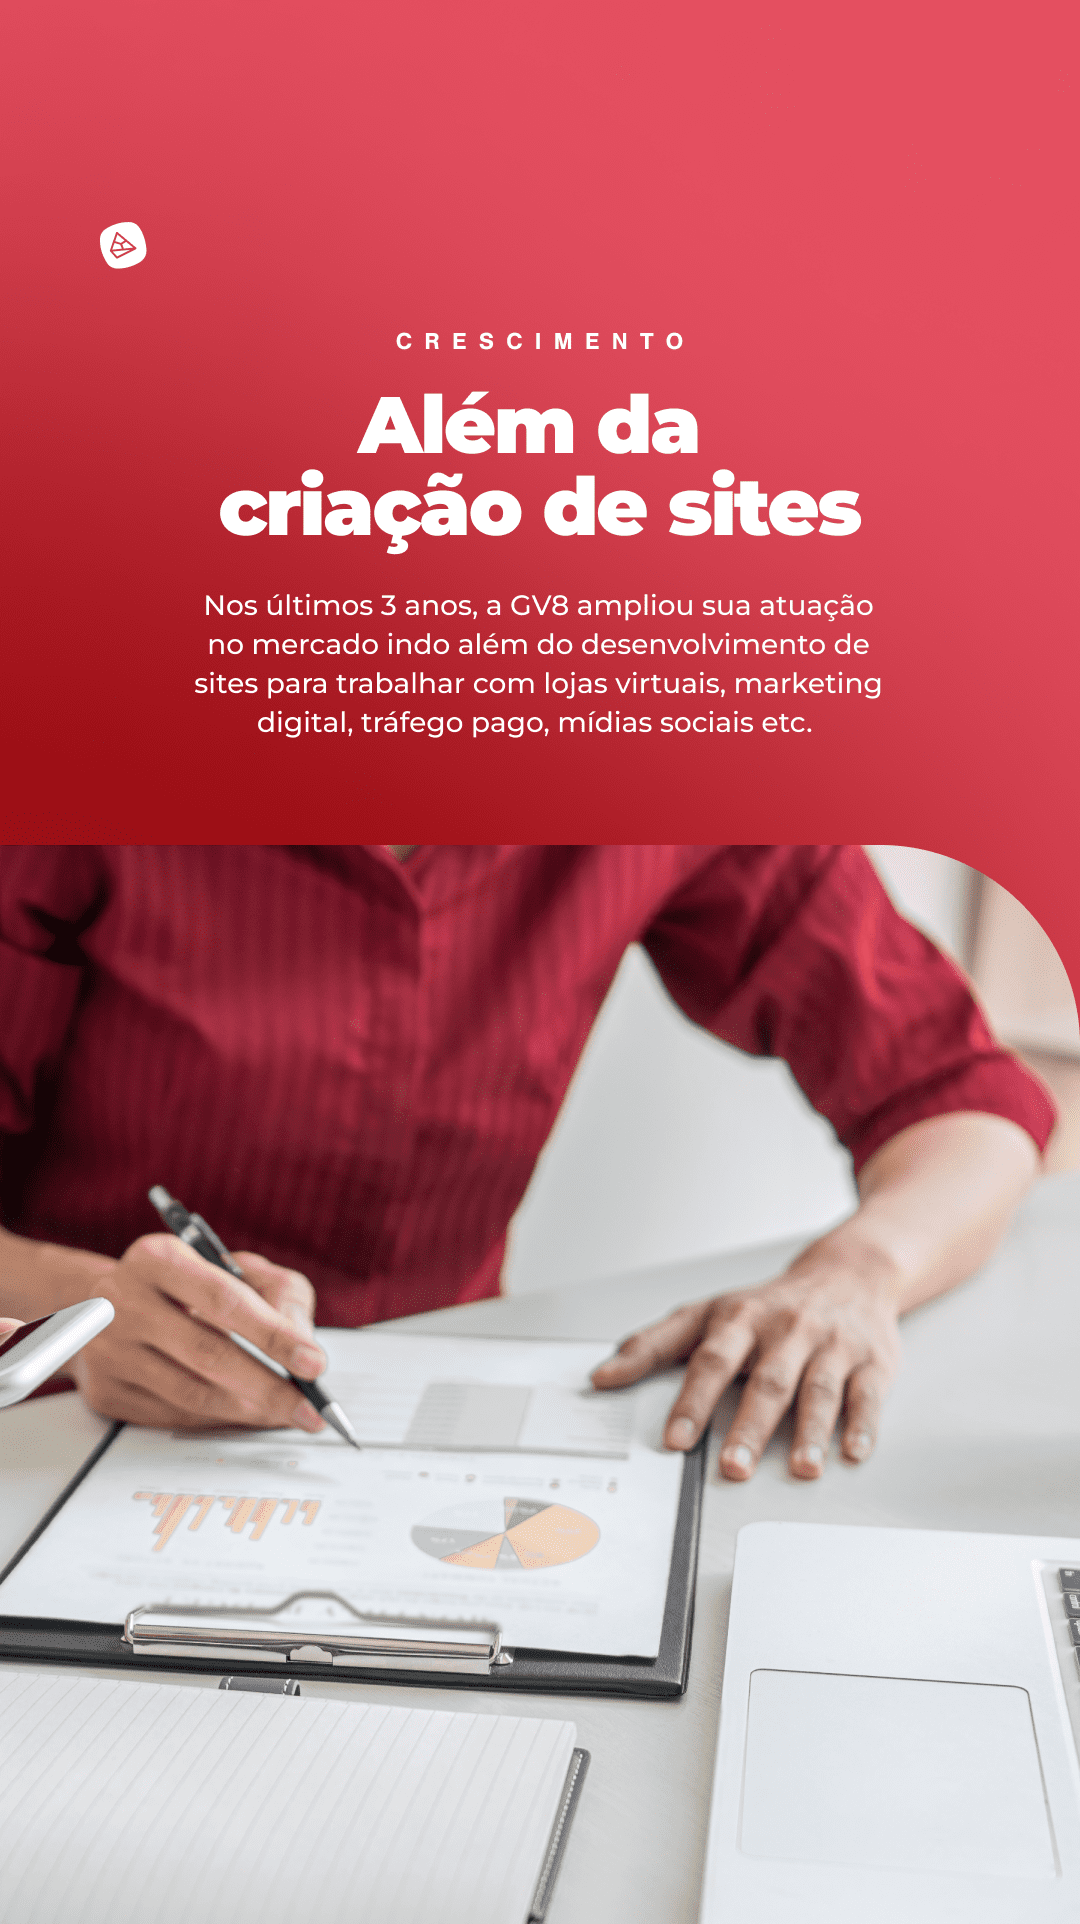 CRESCIMENTO
Além da
criação de sites
Nos últimos 3 anos, a GV8 ampliou sua atuação
no mercado indo além do desenvolvimento de
sites para trabalhar com lojas virtuais, marketing
digital, tráfego pago, mídias sociais etc.